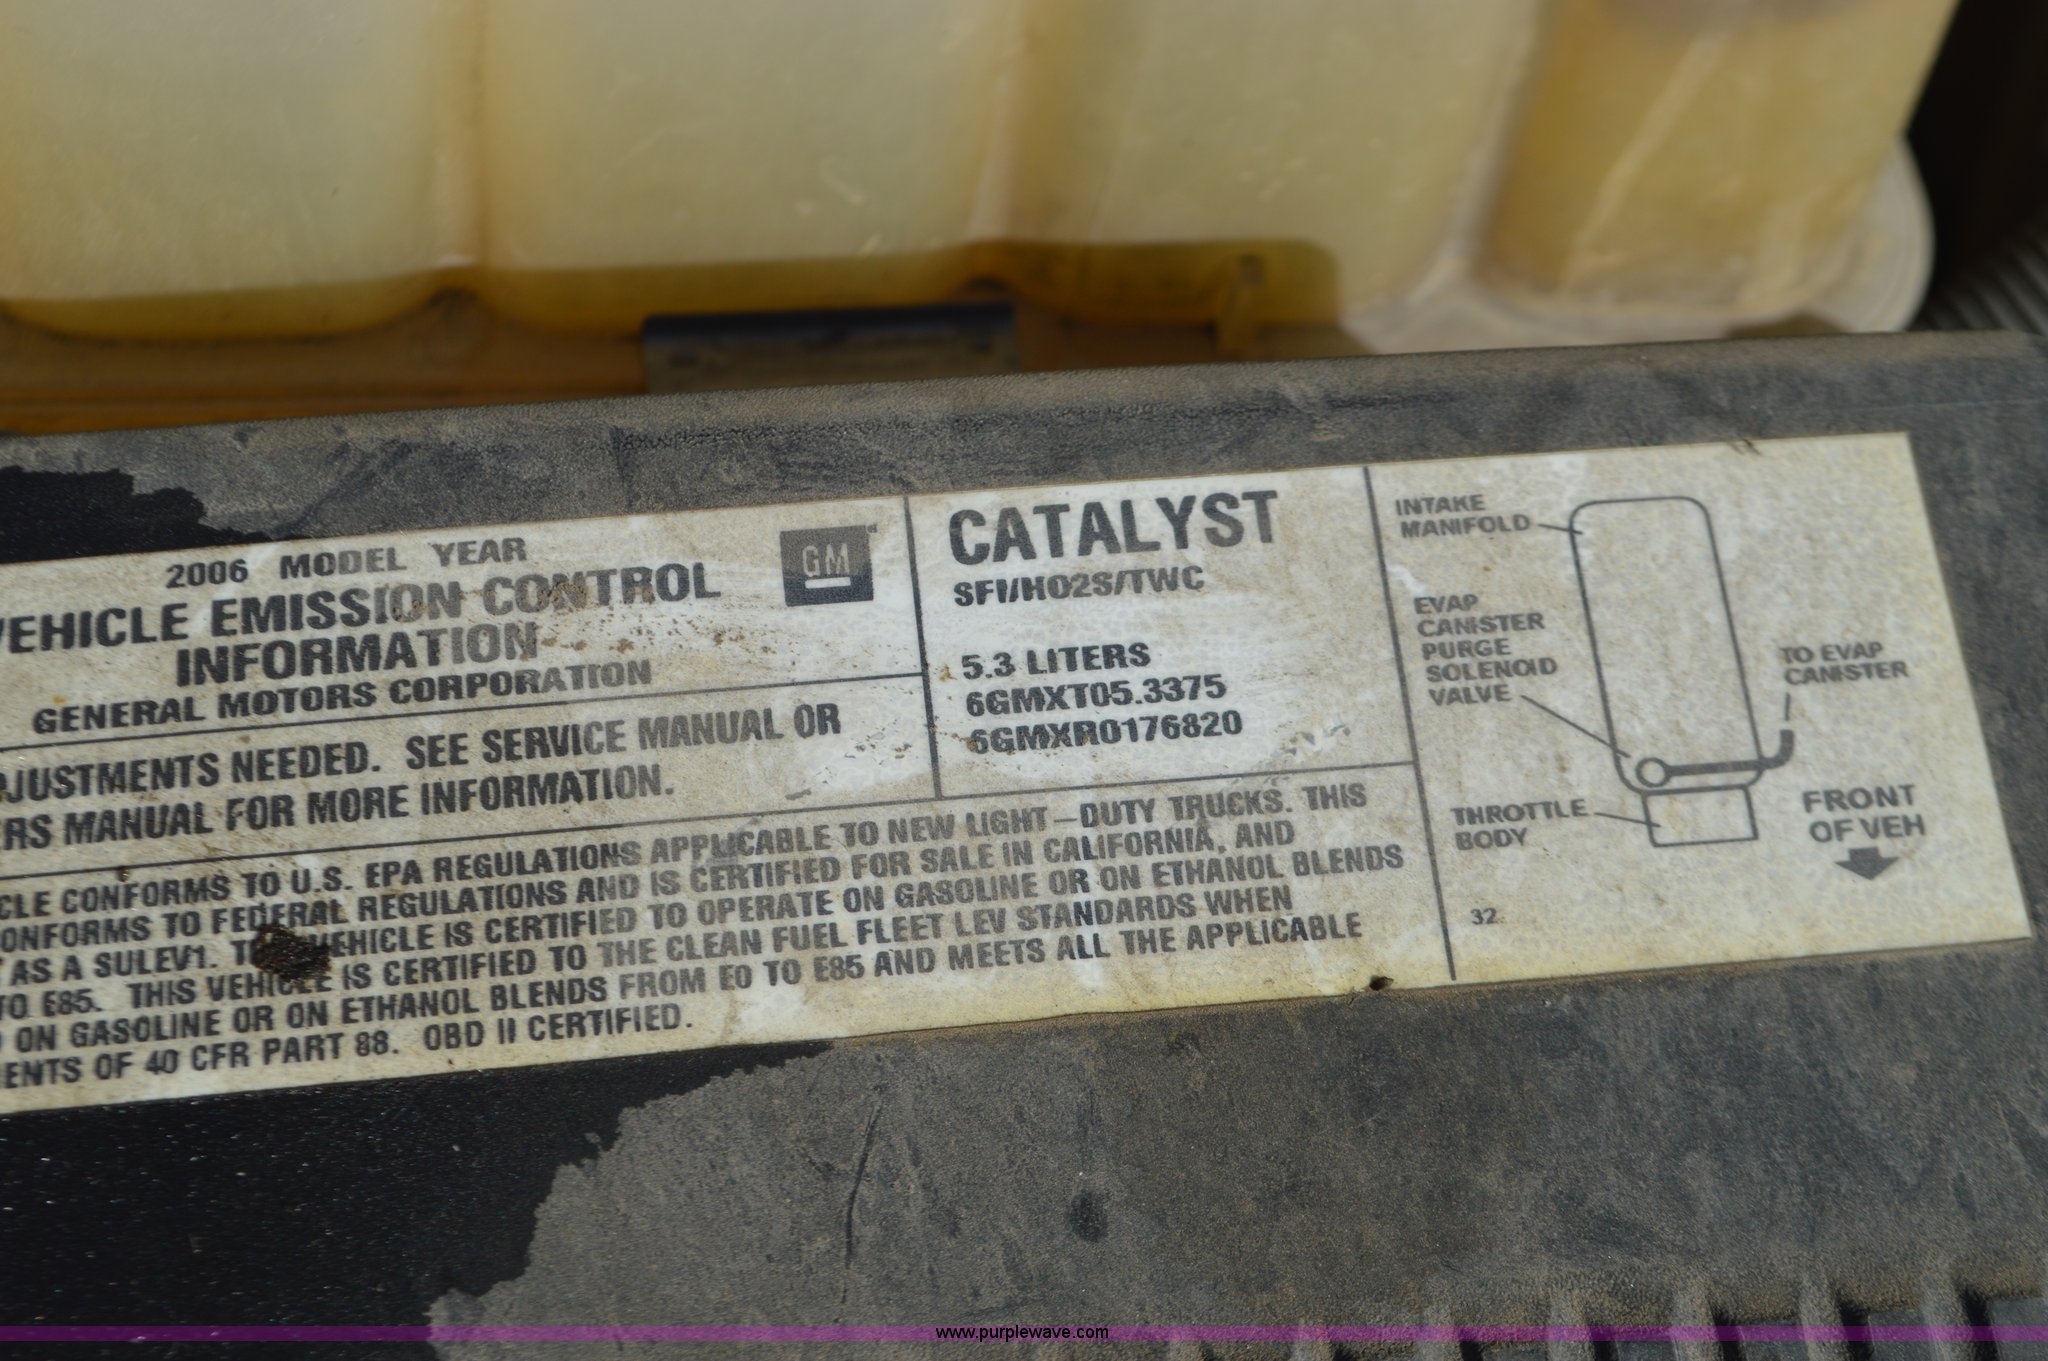 2006 MODEL YEAR
VEHICLE EMISSION CONTROL
INFORMATION
GENERAL MOTORS CORPORATION
GM
DJUSTMENTS NEEDED. SEE SERVICE MANUAL OR
ERS MANUAL FOR MORE INFORMATION.
CATALYST
SFI/HO2S/TWC
5.3 LITERS
6GMXT05.3375
6GMXR0176820
CLE CONFORMS TO U.S. EPA REGULATIONS APPLICABLE TO NEW LIGHT-DUTY TRUCKS. THIS
ONFORMS TO FEDERAL REGULATIONS AND IS CERTIFIED FOR SALE IN CALIFORNIA, AND
AS A SULEV1. VEHICLE IS CERTIFIED TO OPERATE ON GASOLINE OR ON ETHANOL BLENDS
TO E85. THIS VEHICLE IS CERTIFIED TO THE CLEAN FUEL FLEET LEV STANDARDS WHEN
ON GASOLINE OR ON ETHANOL BLENDS FROM E0 TO E85 AND MEETS ALL THE APPLICABLE
ENTS OF 40 CFR PART 88. OBD II CERTIFIED.
INTAKE
MANIFOLD
EVAP
CANISTER
PURGE
SOLENOID
VALVE
TO EVAP
CANISTER
THROTTLE
BODY
FRONT
OF VEH
32
www.purplewave.com